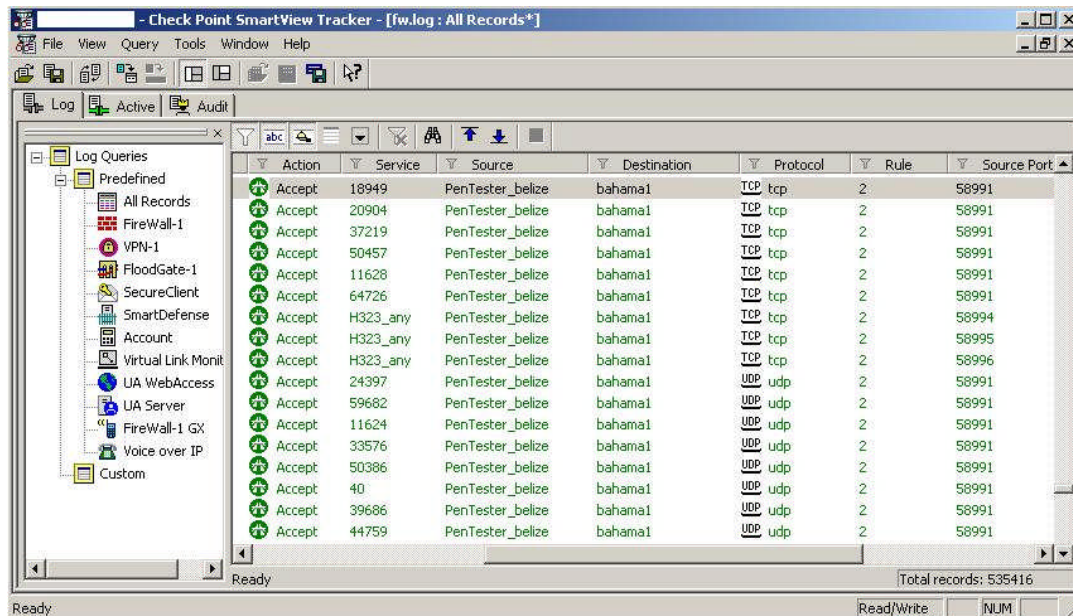 - Check Point SmartView Tracker - [fw.log : All Records*]
File View Query Tools Window Help
Log Active Audit
abc
Log Queries
Predefined
All Records
FireWall-1
VPN-1
FloodGate-1
SecureClient
SmartDefense
Account
Virtual Link Monit
UA WebAccess
UA Server
FireWall-1 GX
Voice over IP
Custom
Action Service Source Destination Protocol Rule Source Port
Accept 18949 PenTester_belize bahama1 TCP tcp 2 58991
Accept 20904 PenTester_belize bahama1 TCP tcp 2 58991
Accept 37219 PenTester_belize bahama1 TCP tcp 2 58991
Accept 50457 PenTester_belize bahama1 TCP tcp 2 58991
Accept 11628 PenTester_belize bahama1 TCP tcp 2 58991
Accept 64726 PenTester_belize bahama1 TCP tcp 2 58991
Accept H323_any PenTester_belize bahama1 TCP tcp 2 58994
Accept H323_any PenTester_belize bahama1 TCP tcp 2 58995
Accept H323_any PenTester_belize bahama1 TCP tcp 2 58996
Accept 24397 PenTester_belize bahama1 UDP udp 2 58991
Accept 59682 PenTester_belize bahama1 UDP udp 2 58991
Accept 11624 PenTester_belize bahama1 UDP udp 2 58991
Accept 33576 PenTester_belize bahama1 UDP udp 2 58991
Accept 50386 PenTester_belize bahama1 UDP udp 2 58991
Accept 40 PenTester_belize bahama1 UDP udp 2 58991
Accept 39686 PenTester_belize bahama1 UDP udp 2 58991
Accept 44759 PenTester_belize bahama1 UDP udp 2 58991
Ready Total records: 535416
Ready Read/Write NUM